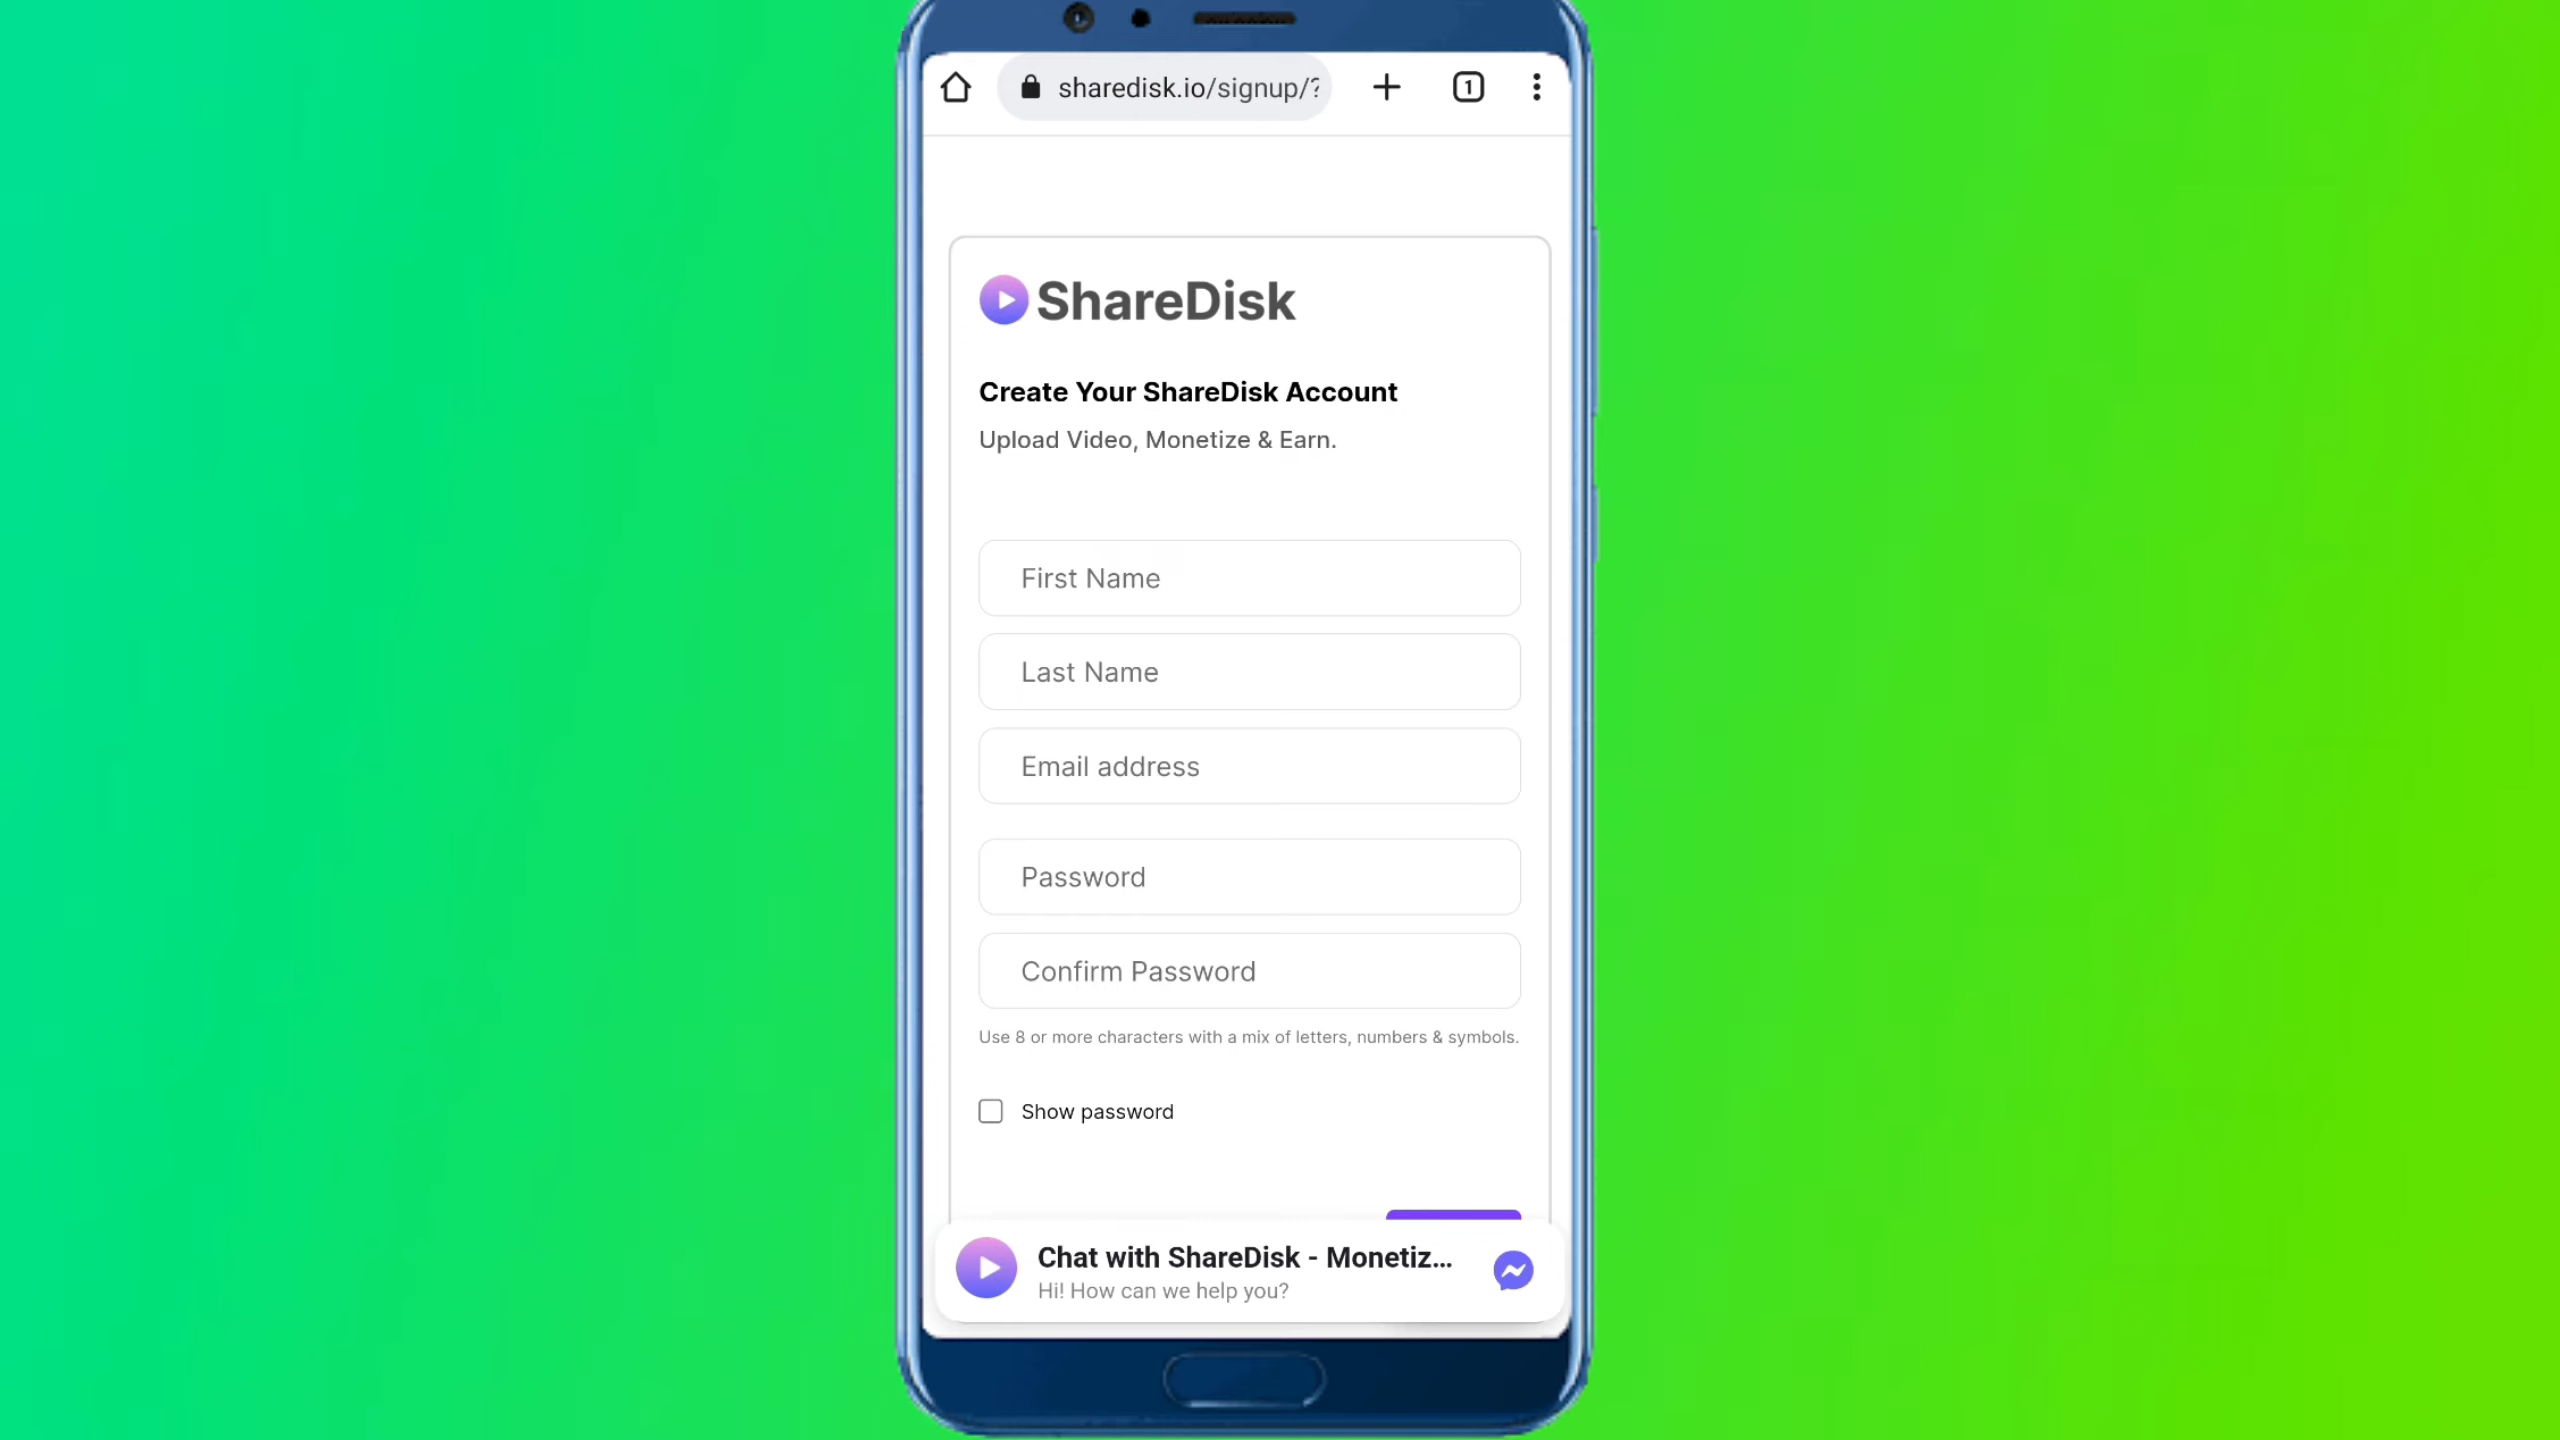 sharedisk.io/signup/?
1
ShareDisk
Create Your ShareDisk Account
Upload Video, Monetize & Earn.
First Name
Last Name
Email address
Password
Confirm Password
Use 8 or more characters with a mix of letters, numbers & symbols.
Show password
Chat with ShareDisk - Monetiz...
Hi! How can we help you?